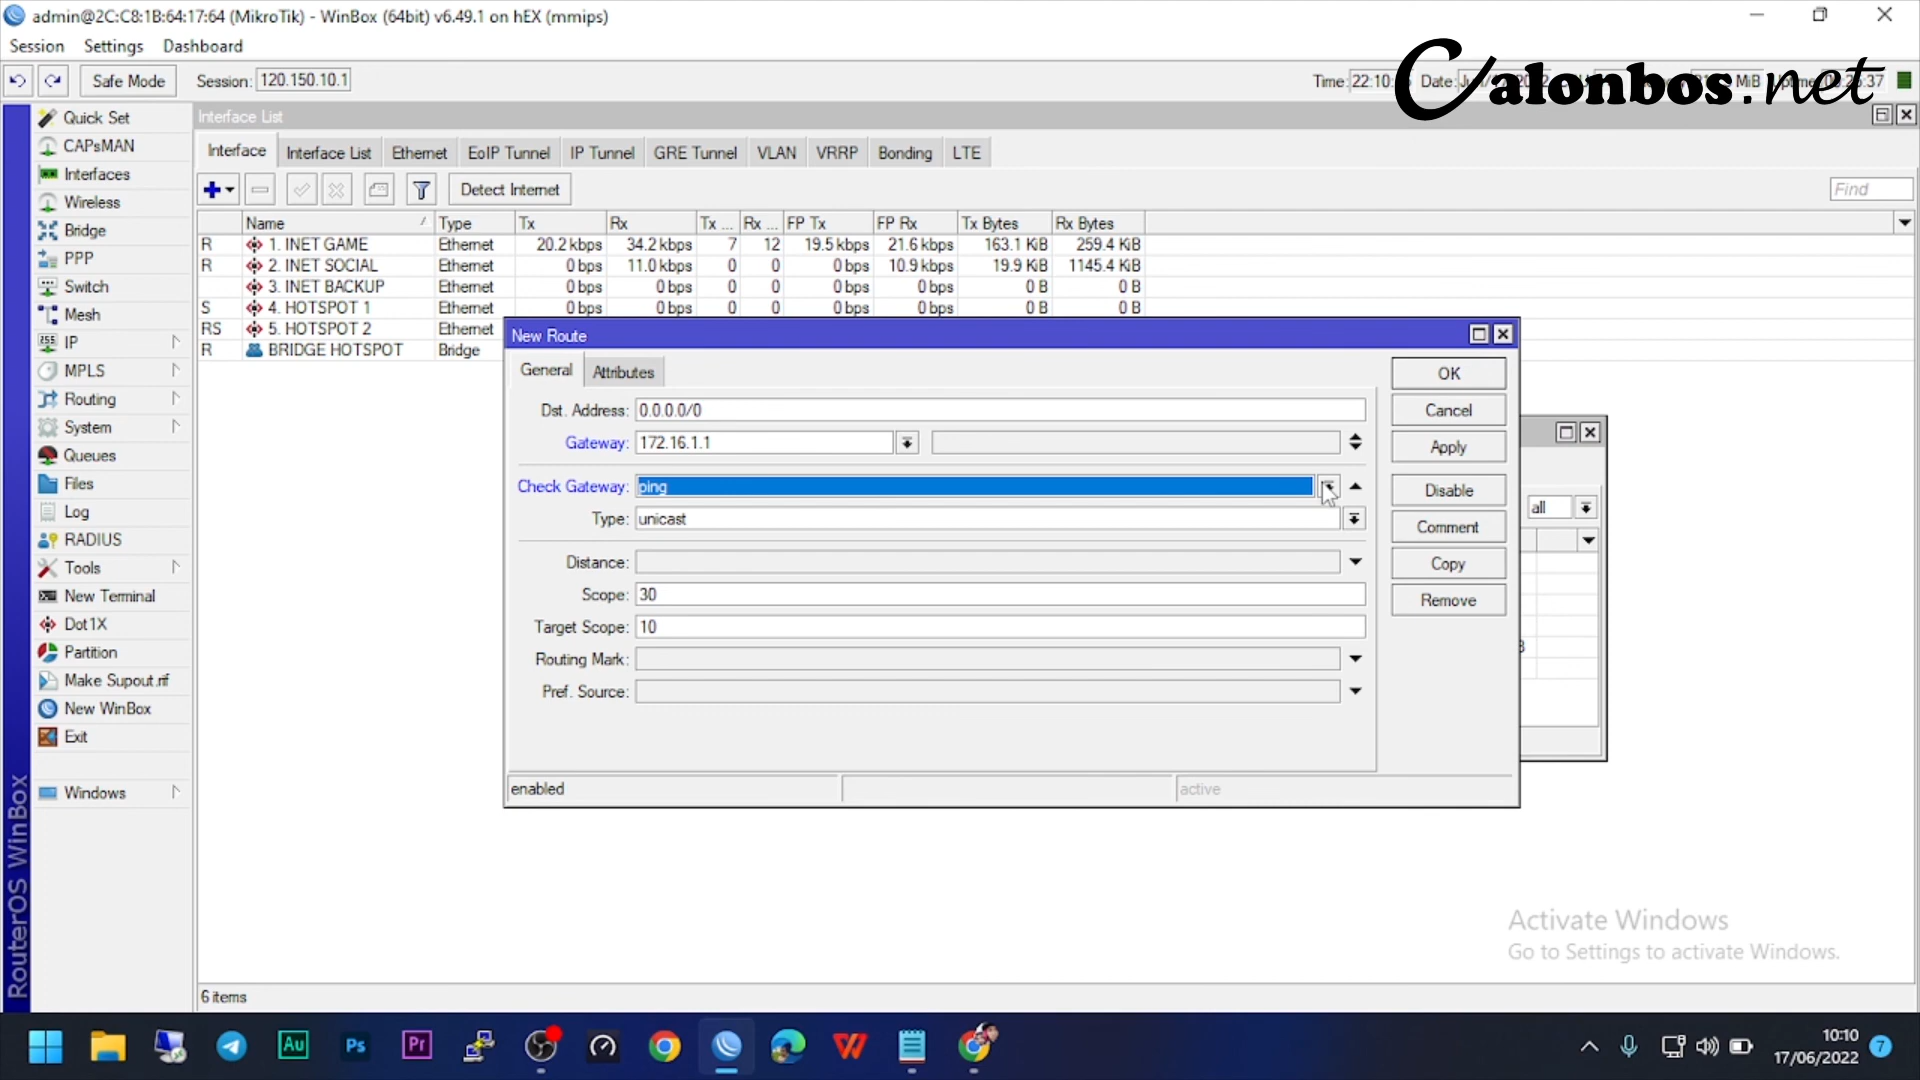 admin@2C:C8:1B:64:17:64 (MikroTik) - WinBox (64bit) v6.49.1 on hEX (mmips)
Session Settings Dashboard
Safe Mode Session: 120.150.10.1 Time: 22:10: Date:
Calonbos.net
Interface List
Interface Interface List Ethernet EoIP Tunnel IP Tunnel GRE Tunnel VLAN VRRP Bonding LTE
Detect Internet Find
Name Type Tx Rx Tx ... Rx ... FP Tx FP Rx Tx Bytes Rx Bytes
R 1. INET GAME Ethernet 20.2 kbps 34.2 kbps 7 12 19.5 kbps 21.6 kbps 163.1 KiB 259.4 KiB
R 2. INET SOCIAL Ethernet 0 bps 11.0 kbps 0 0 0 bps 10.9 kbps 19.9 KiB 1145.4 KiB
3. INET BACKUP Ethernet 0 bps 0 bps 0 0 0 bps 0 bps 0 B 0 B
S 4. HOTSPOT 1 Ethernet 0 bps 0 bps 0 0 0 bps 0 bps 0 B 0 B
RS 5. HOTSPOT 2 Ethernet
R BRIDGE HOTSPOT Bridge
Quick Set
CAPsMAN
Interfaces
Wireless
Bridge
PPP
Switch
Mesh
IP
MPLS
Routing
System
Queues
Files
Log
RADIUS
Tools
New Terminal
Dot1X
Partition
Make Supout.rif
New WinBox
Exit
Windows
RouterOS WinBox
New Route
General Attributes
Dst. Address: 0.0.0.0/0
Gateway: 172.16.1.1
Check Gateway: ping
Type: unicast
Distance:
Scope: 30
Target Scope: 10
Routing Mark:
Pref. Source:
enabled active
OK
Cancel
Apply
Disable
Comment
Copy
Remove
all
Activate Windows
Go to Settings to activate Windows.
6 items
Au Ps Pr
10:10
17/06/2022
7